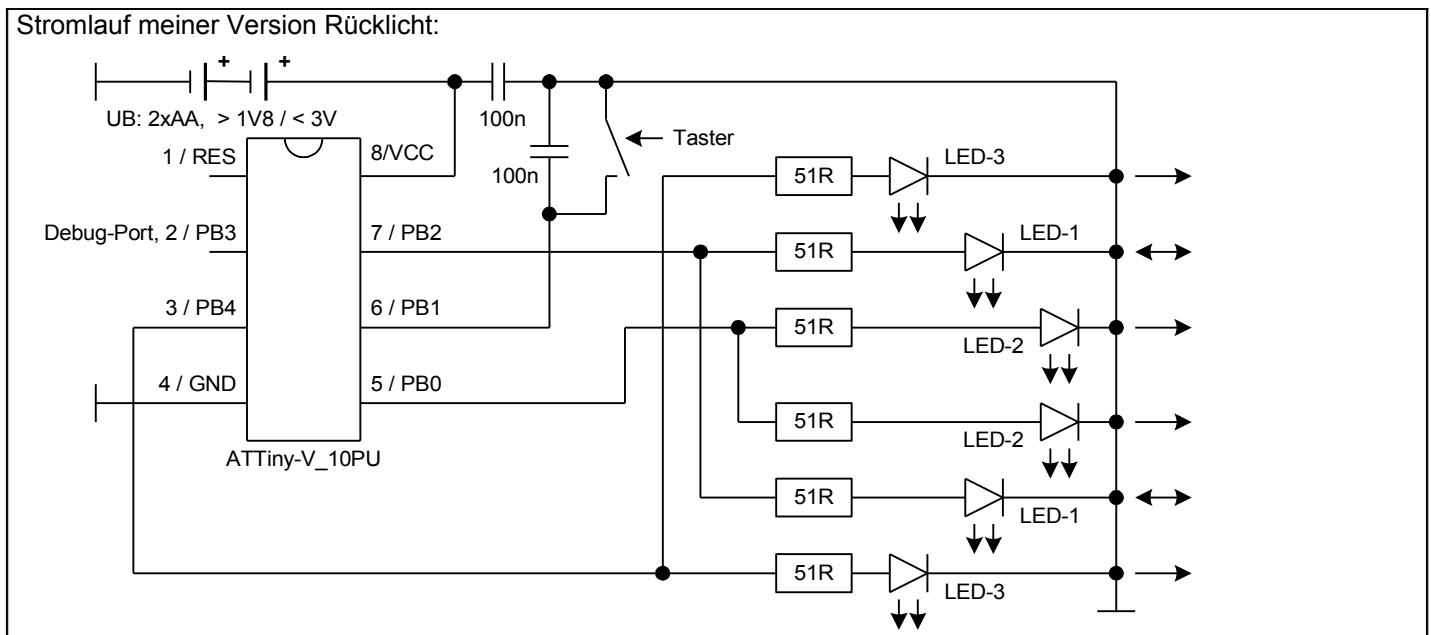 Stromlauf meiner Version Rücklicht:
+ +
UB: 2xAA, > 1V8 / < 3V
100n
100n
Taster
1 / RES
8/VCC
Debug-Port, 2 / PB3
7 / PB2
3 / PB4
6 / PB1
4 / GND
5 / PB0
ATTiny-V_10PU
51R
LED-3
51R
LED-1
51R
LED-2
51R
LED-2
51R
LED-1
51R
LED-3